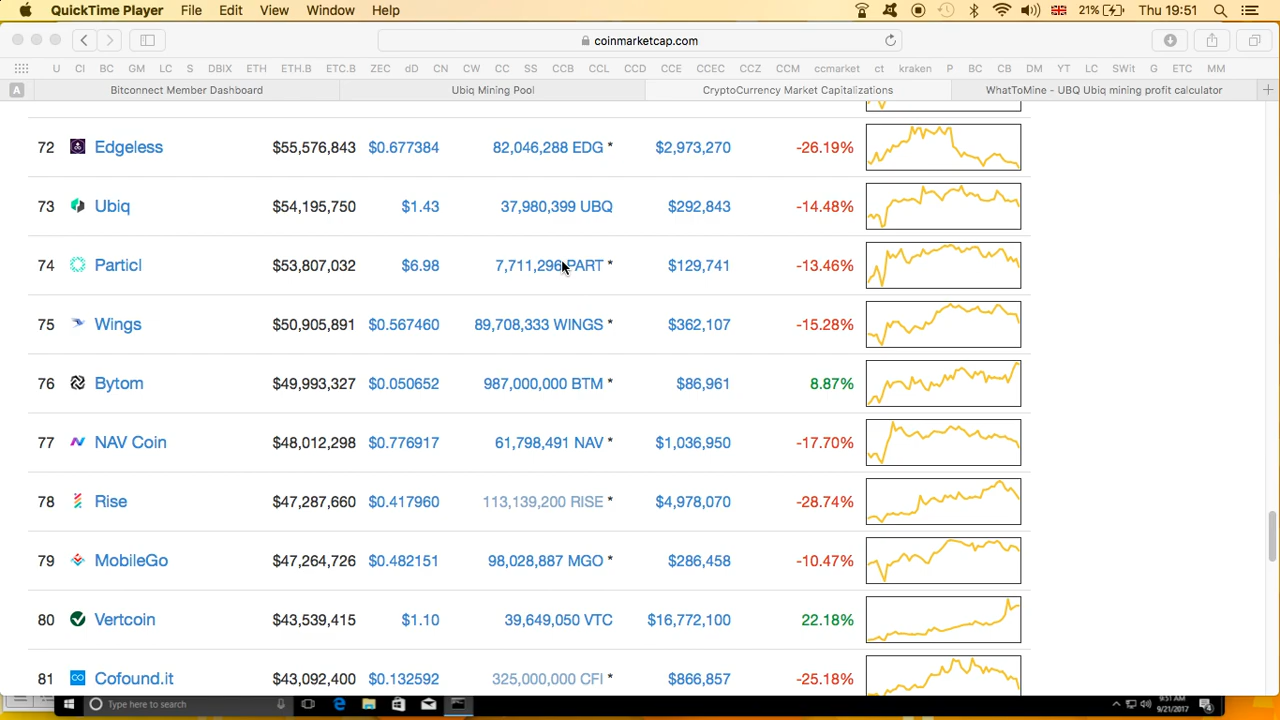 QuickTime Player File Edit View Window Help 21% Thu 19:51
coinmarketcap.com
U CI BC GM LC S DBIX ETH ETH.B ETC.B ZEC dD CN CW CC SS CCB CCL CCD CCE CCEC CCZ CCM ccmarket ct kraken P BC CB DM YT LC SWit G ETC MM
A Bitconnect Member Dashboard Ubiq Mining Pool CryptoCurrency Market Capitalizations WhatToMine - UBQ Ubiq mining profit calculator +
72 Edgeless $55,576,843 $0.677384 82,046,288 EDG * $2,973,270 -26.19%
73 Ubiq $54,195,750 $1.43 37,980,399 UBQ $292,843 -14.48%
74 Particl $53,807,032 $6.98 7,711,296 PART * $129,741 -13.46%
75 Wings $50,905,891 $0.567460 89,708,333 WINGS * $362,107 -15.28%
76 Bytom $49,993,327 $0.050652 987,000,000 BTM * $86,961 8.87%
77 NAV Coin $48,012,298 $0.776917 61,798,491 NAV * $1,036,950 -17.70%
78 Rise $47,287,660 $0.417960 113,139,200 RISE * $4,978,070 -28.74%
79 MobileGo $47,264,726 $0.482151 98,028,887 MGO * $286,458 -10.47%
80 Vertcoin $43,539,415 $1.10 39,649,050 VTC $16,772,100 22.18%
81 Cofound.it $43,092,400 $0.132592 325,000,000 CFI * $866,857 -25.18%
Type here to search
9:51 AM
9/21/2017